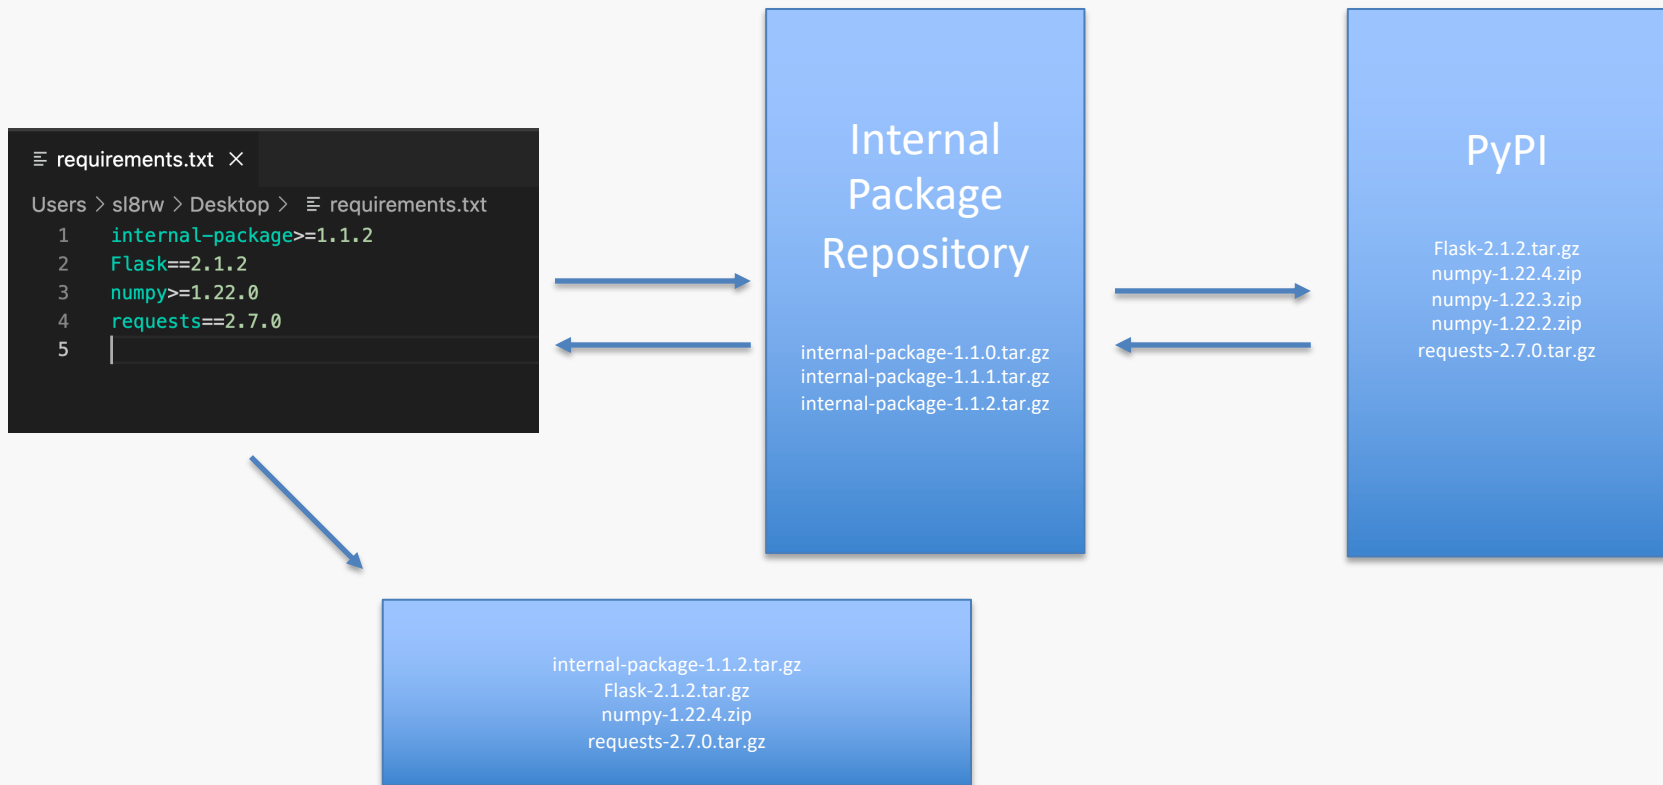 requirements.txt ×
Users > sl8rw > Desktop > requirements.txt
1 internal-package>=1.1.2
2 Flask==2.1.2
3 numpy>=1.22.0
4 requests==2.7.0
5
Internal
Package
Repository
internal-package-1.1.0.tar.gz
internal-package-1.1.1.tar.gz
internal-package-1.1.2.tar.gz
PyPI
Flask-2.1.2.tar.gz
numpy-1.22.4.zip
numpy-1.22.3.zip
numpy-1.22.2.zip
requests-2.7.0.tar.gz
internal-package-1.1.2.tar.gz
Flask-2.1.2.tar.gz
numpy-1.22.4.zip
requests-2.7.0.tar.gz